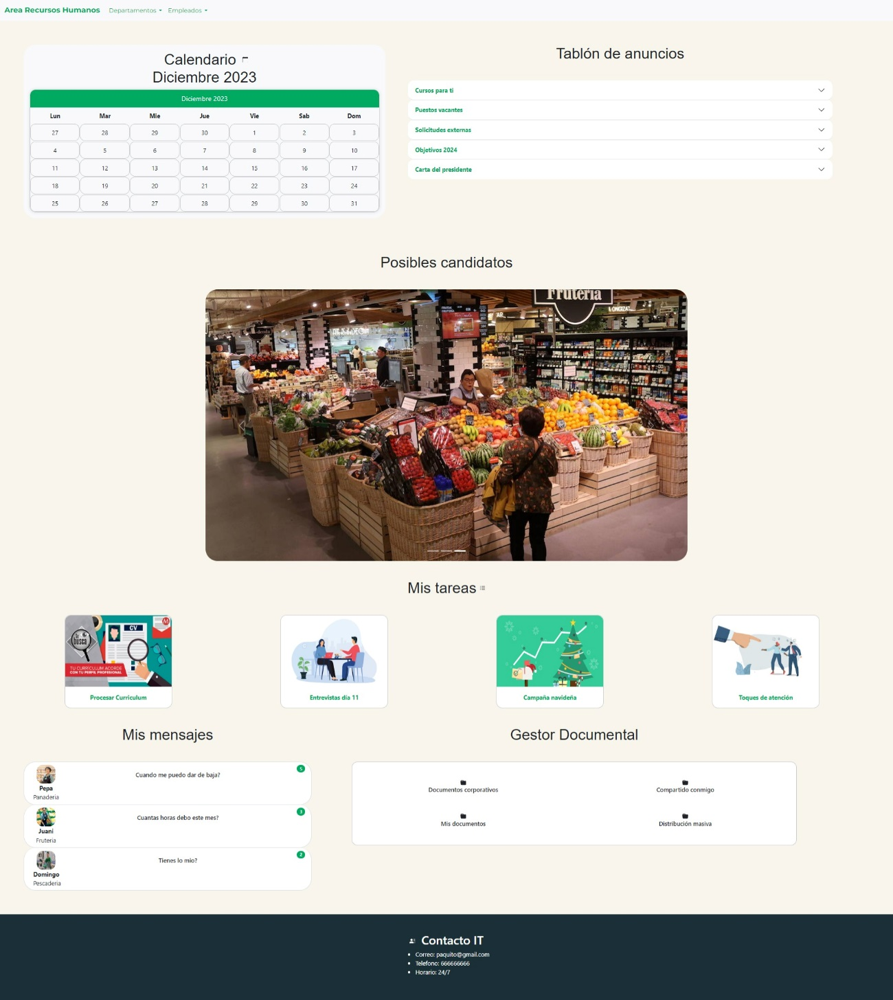 Area Recursos Humanos Departamentos Empleados
Calendario
Diciembre 2023
Diciembre 2023
Lun Mar Mie Jue Vie Sab Dom
27 28 29 30 1 2 3
4 5 6 7 8 9 10
11 12 13 14 15 16 17
18 19 20 21 22 23 24
25 26 27 28 29 30 31
Tablón de anuncios
Cursos para ti
Puestos vacantes
Solicitudes externas
Objetivos 2024
Carta del presidente
Posibles candidatos
Frutería
Mis tareas
Se
busca
CV
TU CURRÍCULUM ACORDE
CON TU PERFIL PROFESIONAL
Procesar Curriculum
Entrevistas día 11
Campaña navideña
Toques de atención
Mis mensajes
Cuando me puedo dar de baja?
5
Pepa
Panaderia
Cuantas horas debo este mes?
3
Juani
Fruteria
Tienes lo mio?
2
Domingo
Pescaderia
Gestor Documental
Documentos corporativos
Compartido conmigo
Mis documentos
Distribución masiva
Contacto IT
Correo: paquito@gmail.com
Telefono: 666666666
Horario: 24/7